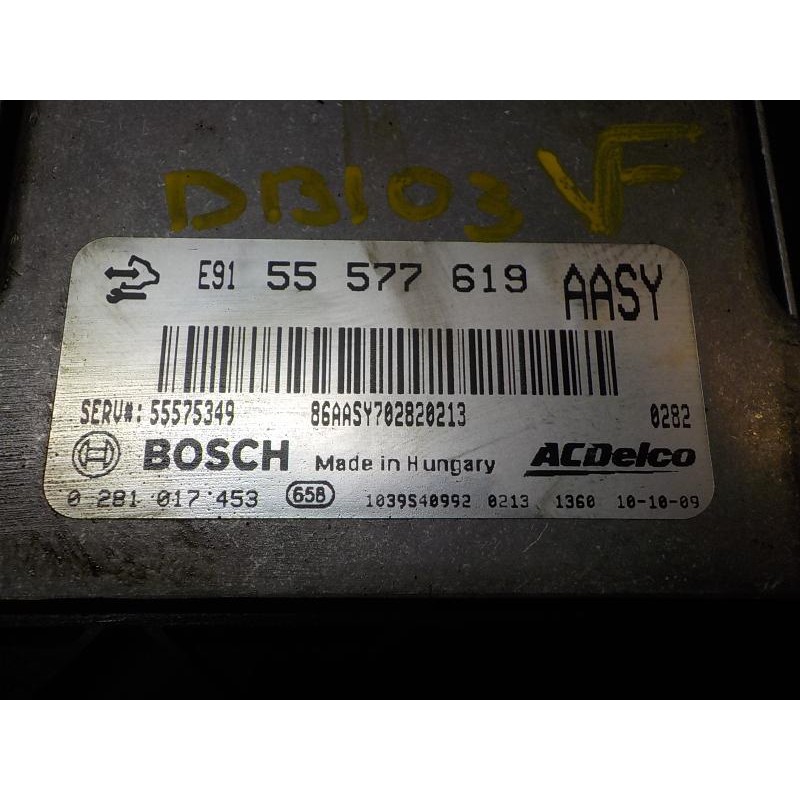 DB103 VF
E91 55 577 619 AASY
SERV#: 55575349 86AASY702820213 0282
BOSCH Made in Hungary ACDelco
0 281 017 453 658 1039S40992 0213 1360 10-10-09